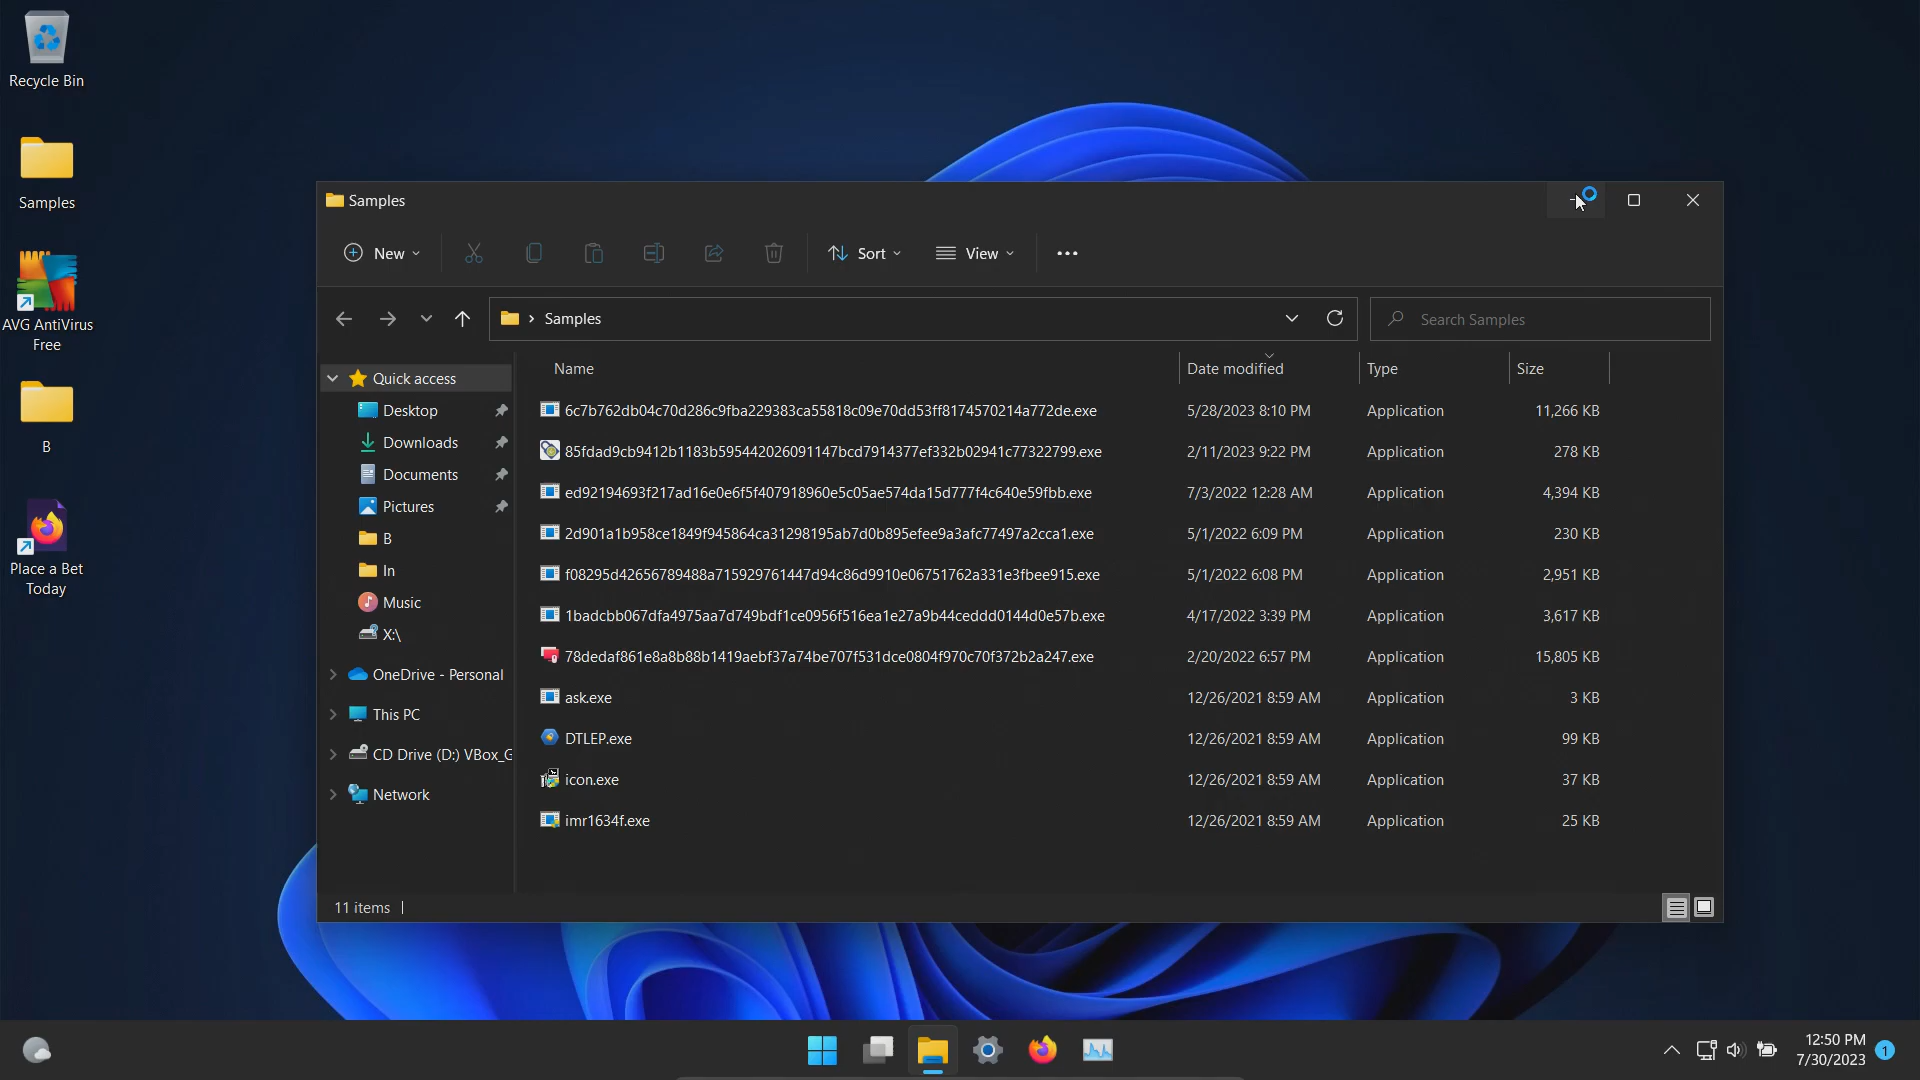 Recycle Bin
Samples
AVG AntiVirus
Free
B
Place a Bet
Today
Samples
New
Sort
View
Samples
Search Samples
Quick access
Desktop
Downloads
Documents
Pictures
B
In
Music
X:\
OneDrive - Personal
This PC
CD Drive (D:) VBox_G
Network
Name Date modified Type Size
6c7b762db04c70d286c9fba229383ca55818c09e70dd53ff8174570214a772de.exe 5/28/2023 8:10 PM Application 11,266 KB
85fdad9cb9412b1183b595442026091147bcd7914377ef332b02941c77322799.exe 2/11/2023 9:22 PM Application 278 KB
ed92194693f217ad16e0e6f5f407918960e5c05ae574da15d777f4c640e59fbb.exe 7/3/2022 12:28 AM Application 4,394 KB
2d901a1b958ce1849f945864ca31298195ab7d0b895efee9a3afc77497a2cca1.exe 5/1/2022 6:09 PM Application 230 KB
f08295d42656789488a715929761447d94c86d9910e06751762a331e3fbee915.exe 5/1/2022 6:08 PM Application 2,951 KB
1badcbb067dfa4975aa7d749bdf1ce0956f516ea1e27a9b44ceddd0144d0e57b.exe 4/17/2022 3:39 PM Application 3,617 KB
78dedaf861e8a8b88b1419aebf37a74be707f531dce0804f970c70f372b2a247.exe 2/20/2022 6:57 PM Application 15,805 KB
ask.exe 12/26/2021 8:59 AM Application 3 KB
DTLEP.exe 12/26/2021 8:59 AM Application 99 KB
icon.exe 12/26/2021 8:59 AM Application 37 KB
imr1634f.exe 12/26/2021 8:59 AM Application 25 KB
11 items
12:50 PM
7/30/2023
1